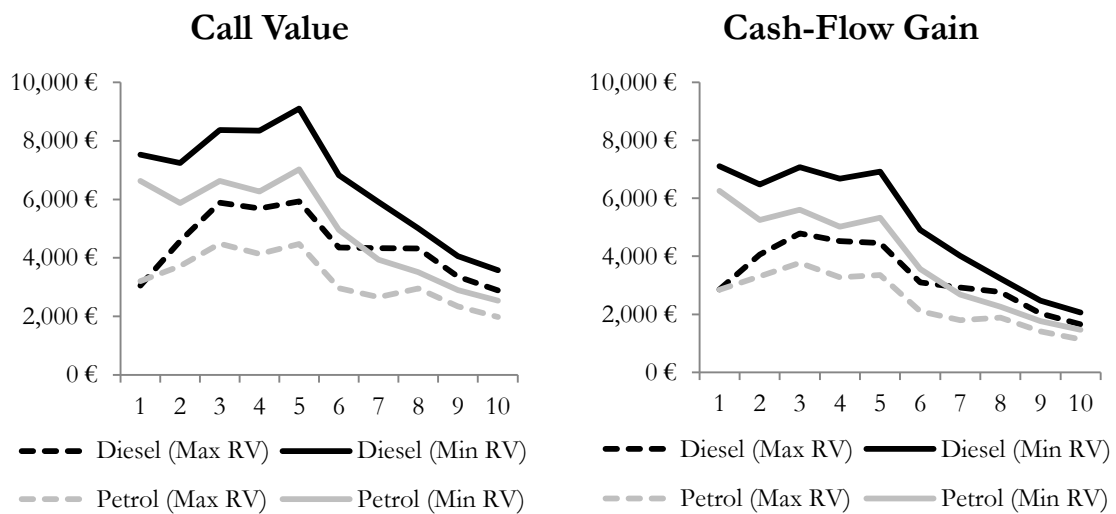 Call Value
10,000 €
8,000 €
6,000 €
4,000 €
2,000 €
0 €
1 2 3 4 5 6 7 8 9 10
Diesel (Max RV) Diesel (Min RV)
Petrol (Max RV) Petrol (Min RV)
Cash-Flow Gain
10,000 €
8,000 €
6,000 €
4,000 €
2,000 €
0 €
1 2 3 4 5 6 7 8 9 10
Diesel (Max RV) Diesel (Min RV)
Petrol (Max RV) Petrol (Min RV)